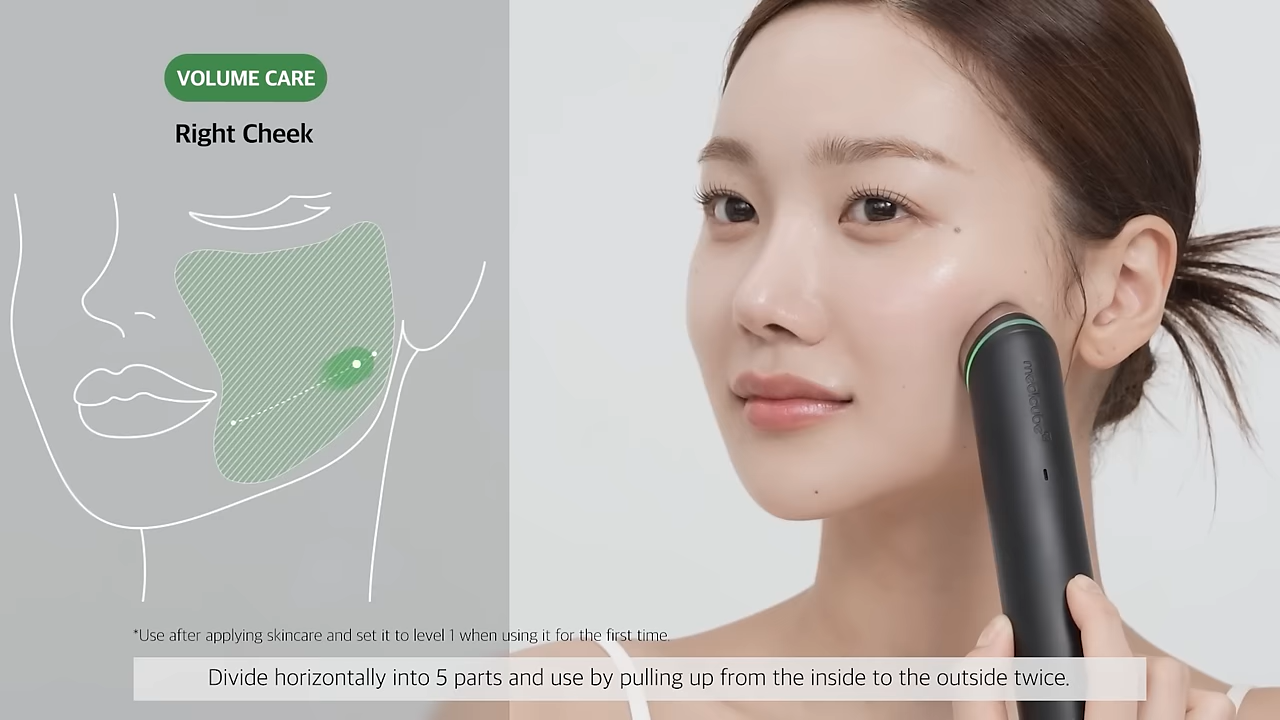 VOLUME CARE
Right Cheek
medicube
*Use after applying skincare and set it to level 1 when using it for the first time.
Divide horizontally into 5 parts and use by pulling up from the inside to the outside twice.